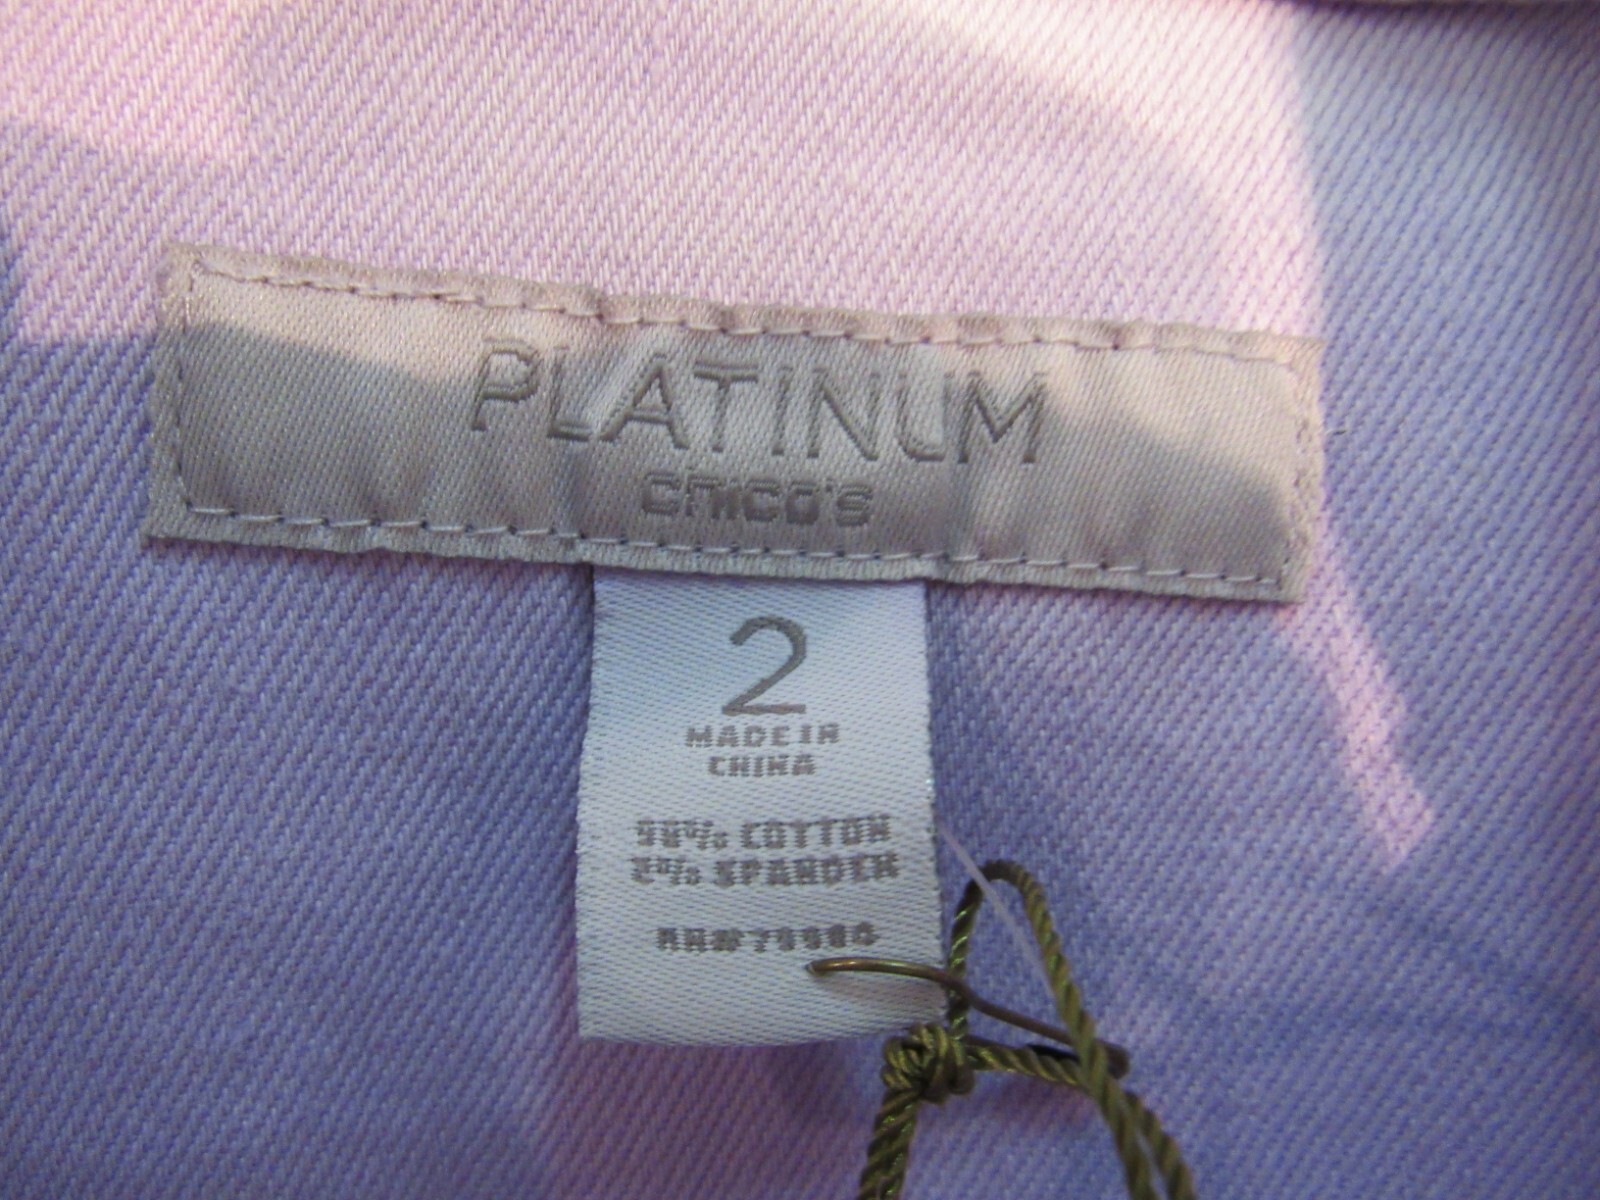 PLATINUM
CHICO'S
2
MADE IN
CHINA
98% COTTON
2% SPANDEX